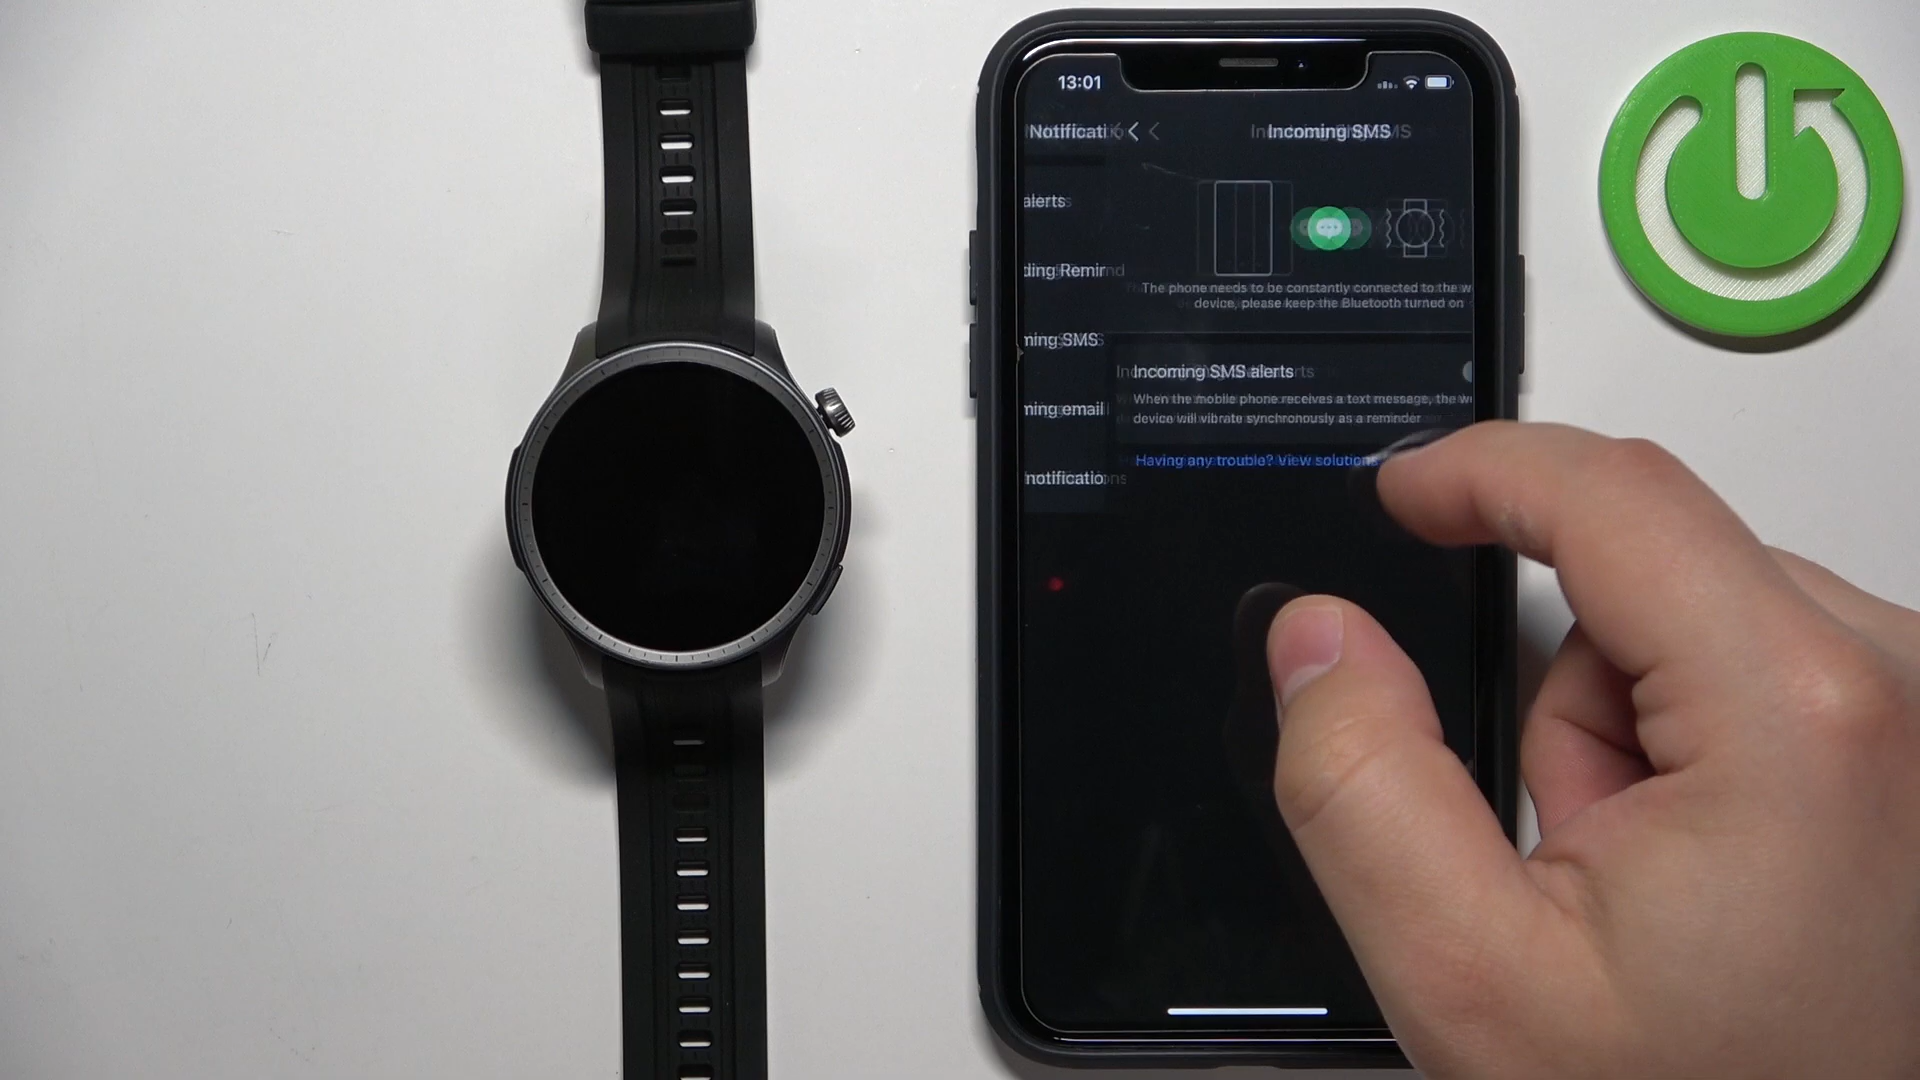 13:01
Notificati
Incoming SMS
alerts
ding Remir
The phone needs to be constantly connected to the w
device, please keep the Bluetooth turned on
ming SMS
Incoming SMS alerts
When the mobile phone receives a text message, the w
device will vibrate synchronously as a reminder
ming email
Having any trouble? View solutions
notificatio